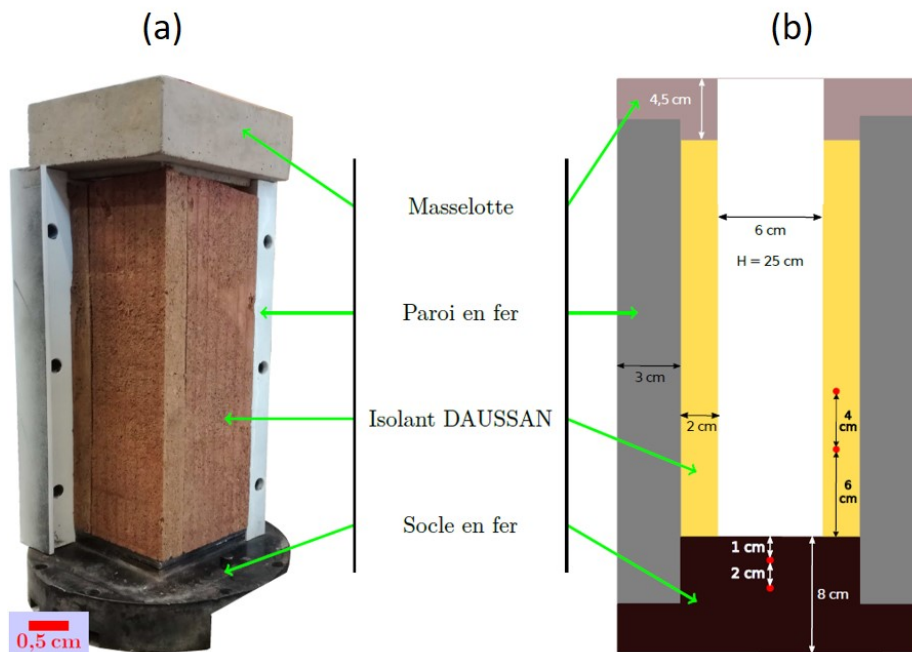 (a)
(b)
4,5 cm
Masselotte
6 cm
H = 25 cm
Paroi en fer
3 cm
Isolant DAUSSAN
2 cm
4
cm
6
cm
Socle en fer
1 cm
2 cm
8 cm
0,5 cm